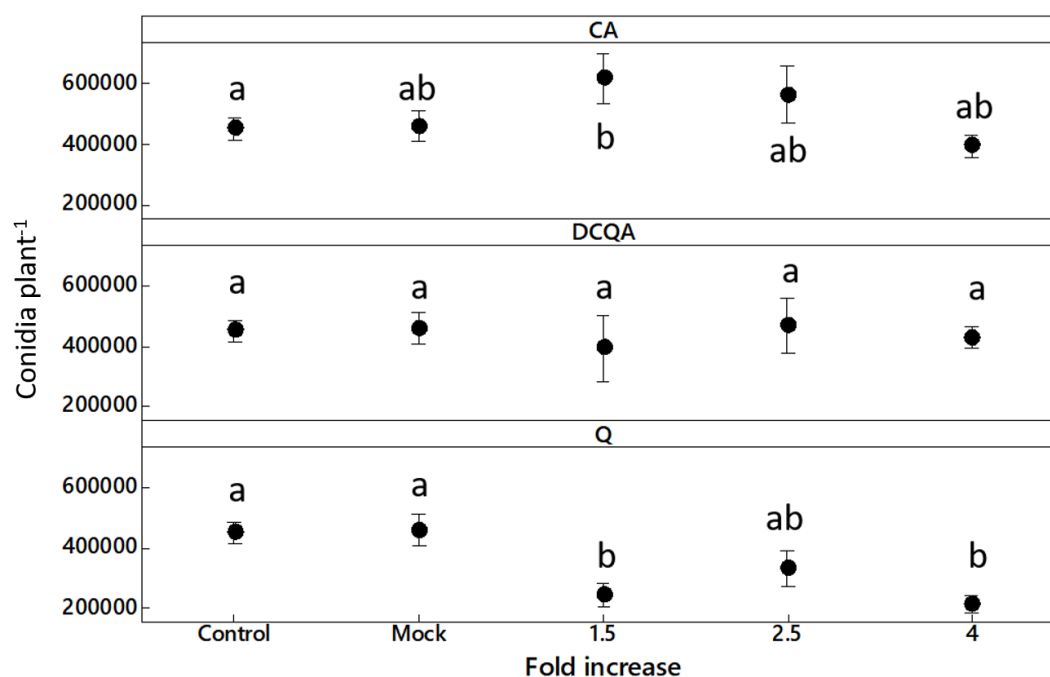 CA
600000
400000
200000
a
ab
b
ab
ab
DCQA
600000
400000
200000
a
a
a
a
a
Q
600000
400000
200000
a
a
b
ab
b
Conidia plant-1
Control Mock 1.5 2.5 4
Fold increase